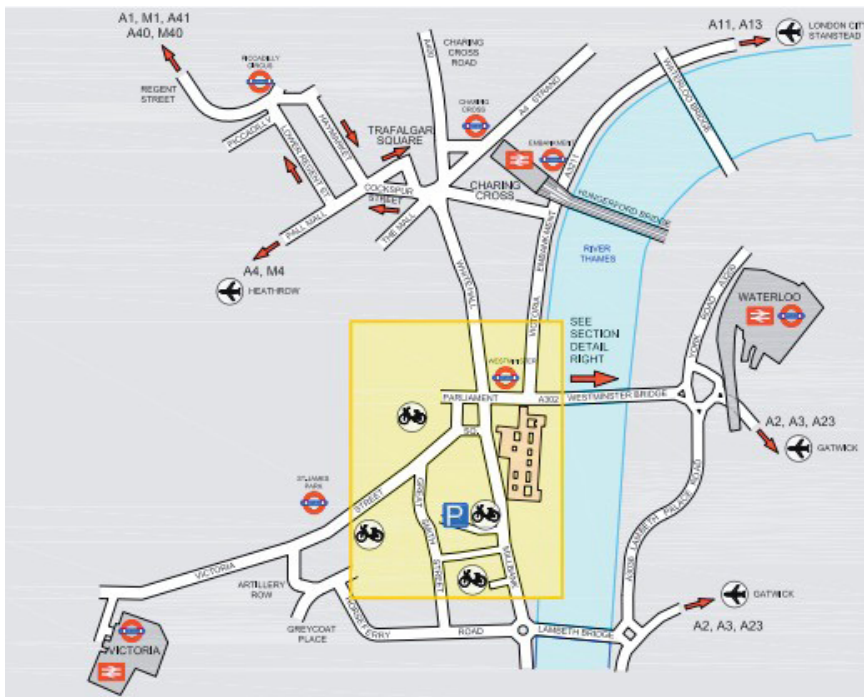 A1, M1, A41
A40, M40
A11, A13
LONDON CITY
STANSTEAD
PICCADILLY
CIRCUS
REGENT
STREET
A400
CHARING
CROSS
ROAD
CHARING
CROSS
A4 STRAND
WATERLOO BRIDGE
PICCADILLY
HAYMARKET
LOWER REGENT ST.
TRAFALGAR
SQUARE
EMBANKMENT
A3211
COCKSPUR
STREET
CHARING
CROSS
HUNGERFORD BRIDGE
PALL MALL
THE MALL
A4, M4
HEATHROW
WHITEHALL
VICTORIA
EMBANKMENT
RIVER
THAMES
YORK ROAD A3200
WATERLOO
SEE
SECTION
DETAIL
RIGHT
WESTMINSTER
PARLIAMENT
SQ.
A302
WESTMINSTER BRIDGE
A2, A3, A23
GATWICK
ST.JAMES
PARK
VICTORIA
STREET
GREAT
SMITH
STREET
P
MILLBANK
A3036 LAMBETH PALACE ROAD
ARTILLERY
ROW
GREYCOAT
PLACE
HORSEFERRY
ROAD
LAMBETH BRIDGE
GATWICK
A2, A3, A23
VICTORIA